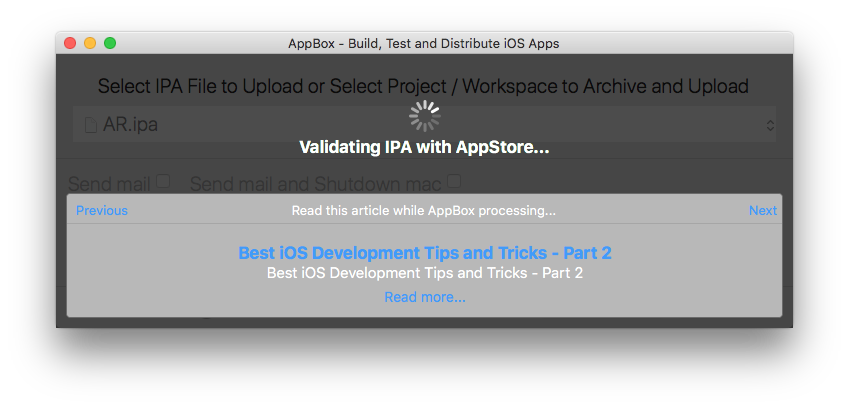 AppBox - Build, Test and Distribute iOS Apps
Select IPA File to Upload or Select Project / Workspace to Archive and Upload
AR.ipa
Validating IPA with AppStore...
Send mail Send mail and Shutdown mac
Previous Read this article while AppBox processing... Next
Best iOS Development Tips and Tricks - Part 2
Best iOS Development Tips and Tricks - Part 2
Read more...